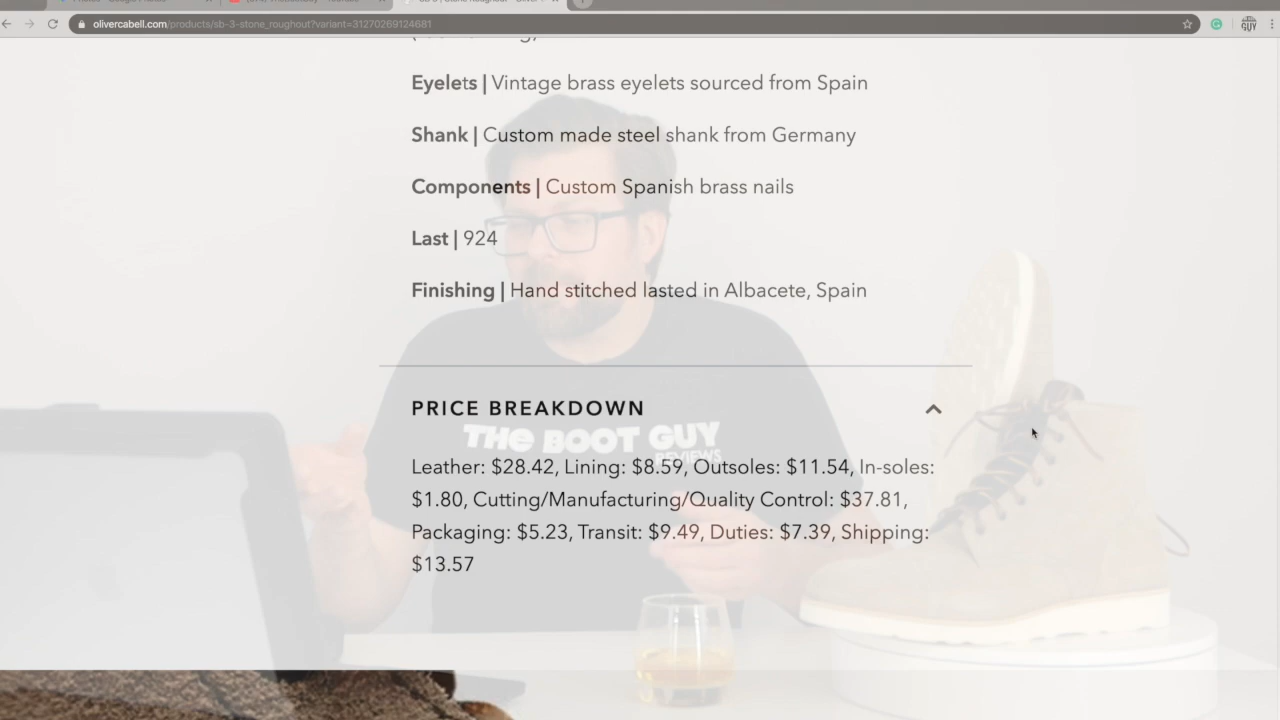 olivercabell.com/products/sb-3-stone_roughout?variant=31270269124681
GUY
Eyelets | Vintage brass eyelets sourced from Spain
Shank | Custom made steel shank from Germany
Components | Custom Spanish brass nails
Last | 924
Finishing | Hand stitched lasted in Albacete, Spain
PRICE BREAKDOWN
THE BOOT GUY
REVIEWS
Leather: $28.42, Lining: $8.59, Outsoles: $11.54, In-soles:
$1.80, Cutting/Manufacturing/Quality Control: $37.81,
Packaging: $5.23, Transit: $9.49, Duties: $7.39, Shipping:
$13.57